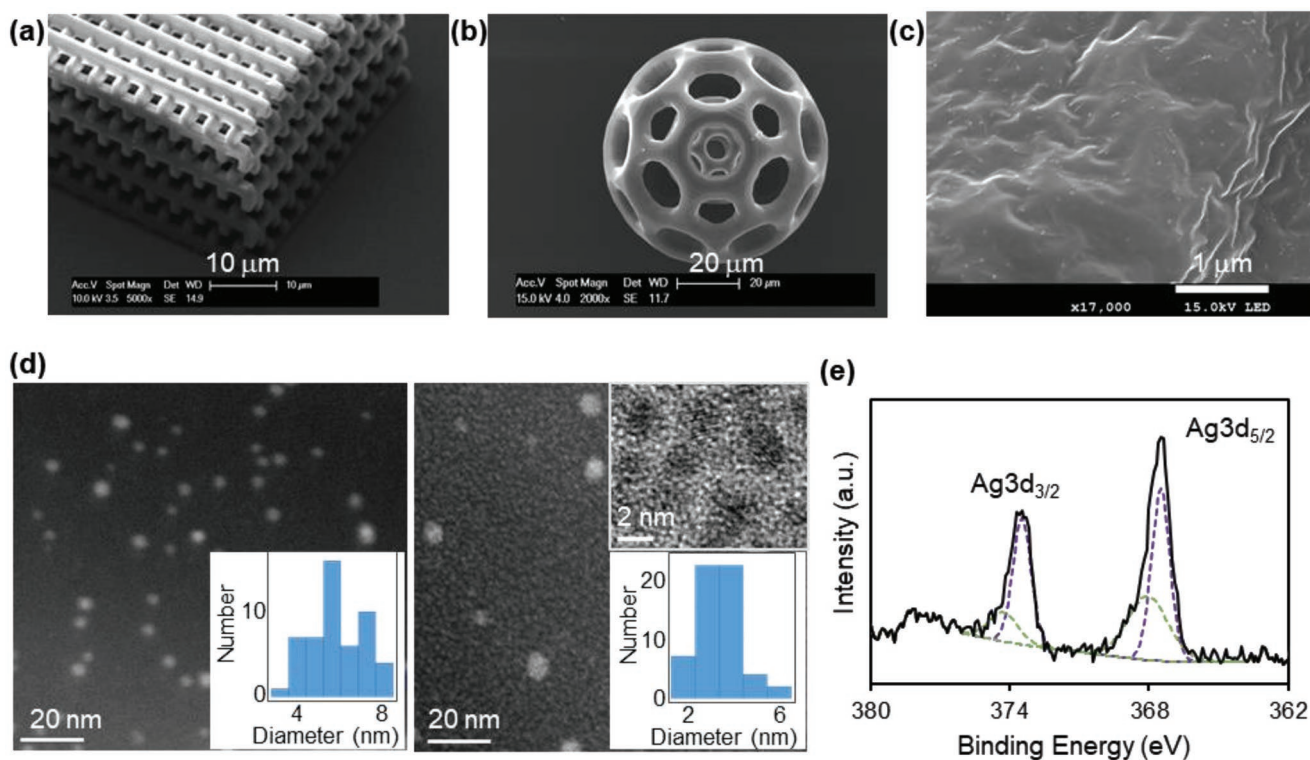 (a)
10 µm
Acc.V Spot Magn Det WD 10 µm
10.0 kV 3.5 5000x SE 14.9
(b)
20 µm
Acc.V Spot Magn Det WD 20 µm
15.0 kV 4.0 2000x SE 11.7
(c)
1 µm
x17,000 15.0kV LED
(d)
20 nm
Number
10
0
4 8
Diameter (nm)
20 nm
2 nm
Number
20
10
0
2 6
Diameter (nm)
(e)
Intensity (a.u.)
Ag3d3/2
Ag3d5/2
380 374 368 362
Binding Energy (eV)